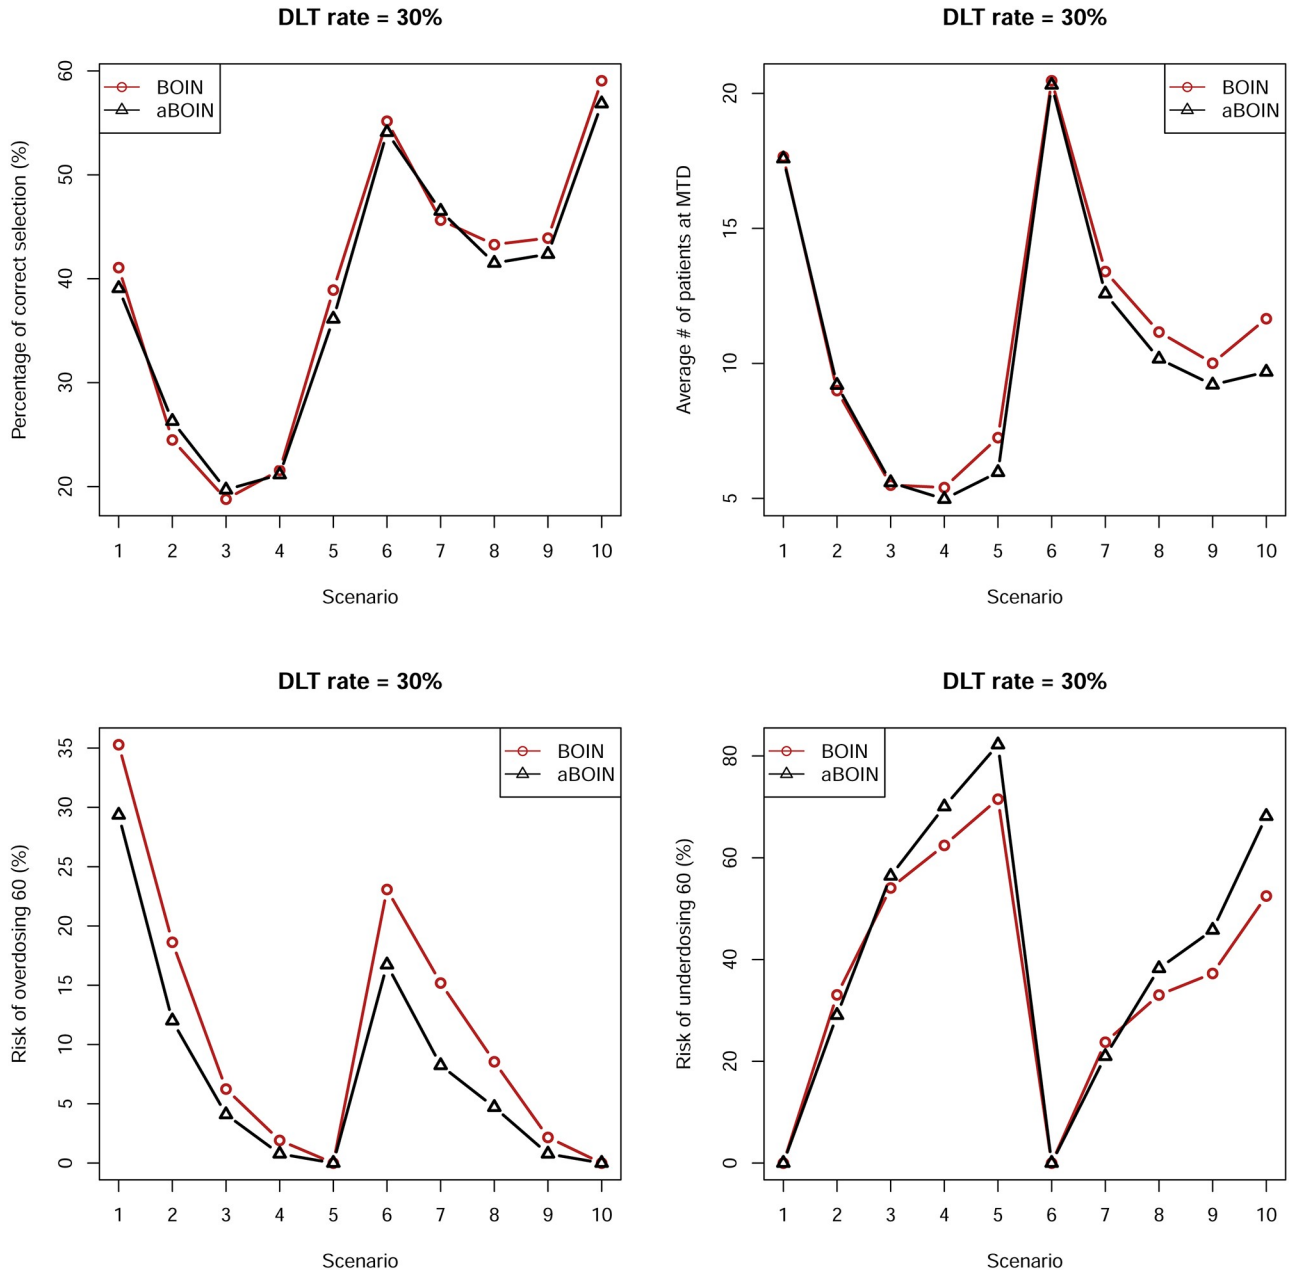 DLT rate = 30%
BOIN
aBOIN
Percentage of correct selection (%)
60
50
40
30
20
1 2 3 4 5 6 7 8 9 10
Scenario
DLT rate = 30%
BOIN
aBOIN
Average # of patients at MTD
20
15
10
5
1 2 3 4 5 6 7 8 9 10
Scenario
DLT rate = 30%
BOIN
aBOIN
Risk of overdosing 60 (%)
35
30
25
20
15
10
5
0
1 2 3 4 5 6 7 8 9 10
Scenario
DLT rate = 30%
BOIN
aBOIN
Risk of underdosing 60 (%)
80
60
40
20
0
1 2 3 4 5 6 7 8 9 10
Scenario